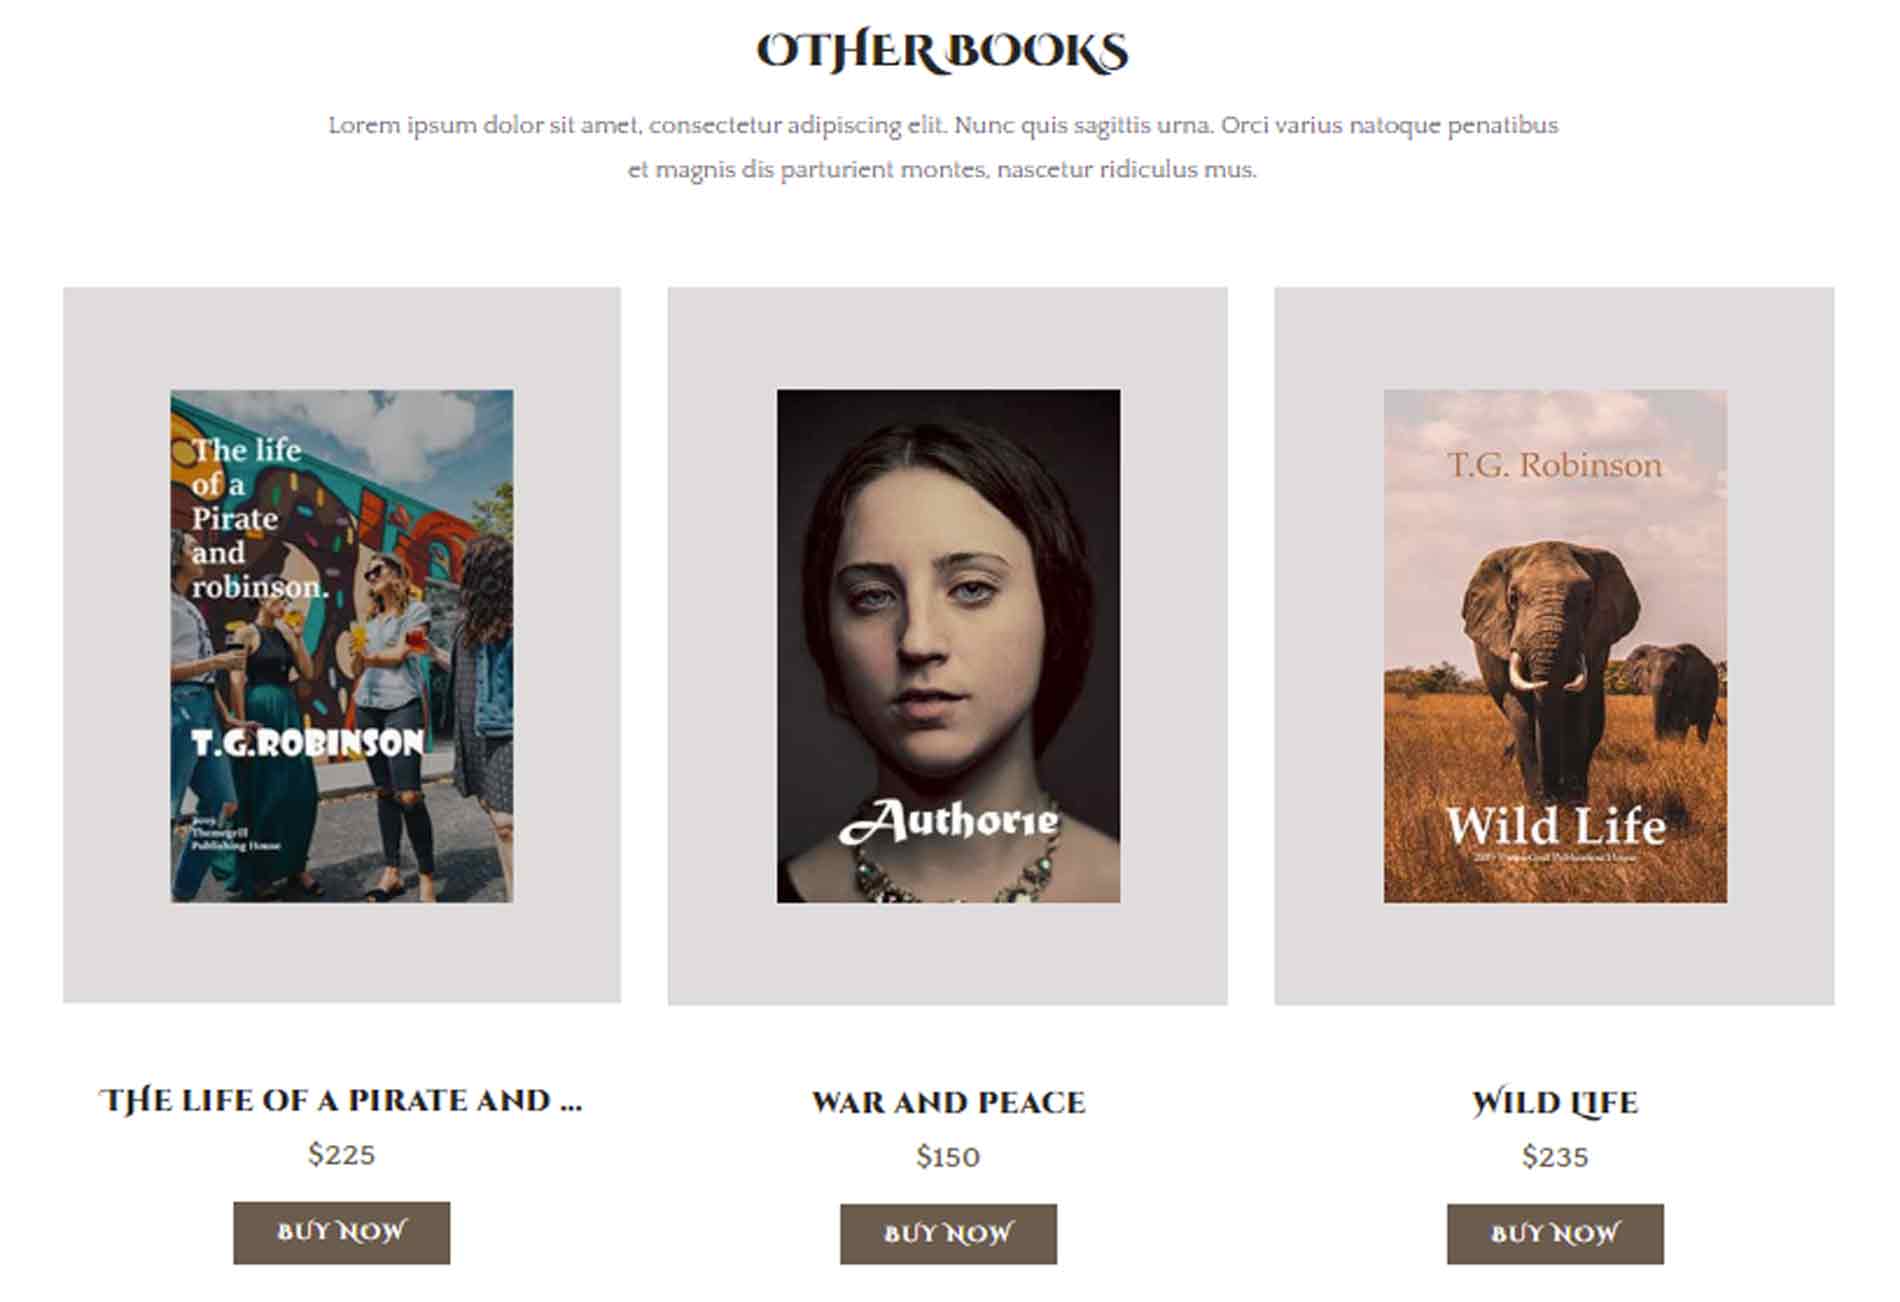 OTHER BOOKS
Lorem ipsum dolor sit amet, consectetur adipiscing elit. Nunc quis sagittis urna. Orci varius natoque penatibus
et magnis dis parturient montes, nascetur ridiculus mus.
The life
of a
Pirate
and
robinson.
T.G.ROBINSON
2019
Themegrill
Publishing House
Authorie
T.G. Robinson
Wild Life
THE LIFE OF A PIRATE AND ...
$225
BUY NOW
WAR AND PEACE
$150
BUY NOW
WILD LIFE
$235
BUY NOW